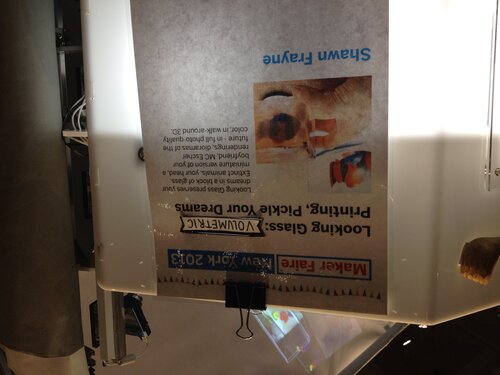 Maker Faire New York 2013
Looking Glass:
VOLUMETRIC
Printing, Pickle Your Dreams
Looking Glass preserves your
dreams in a block of glass.
Extinct animals, your head, a
miniature version of your
boyfriend, MC Escher
renderings, dioramas of the
future - in full photo-quality
color, in walk-around 3D.
Shawn Frayne